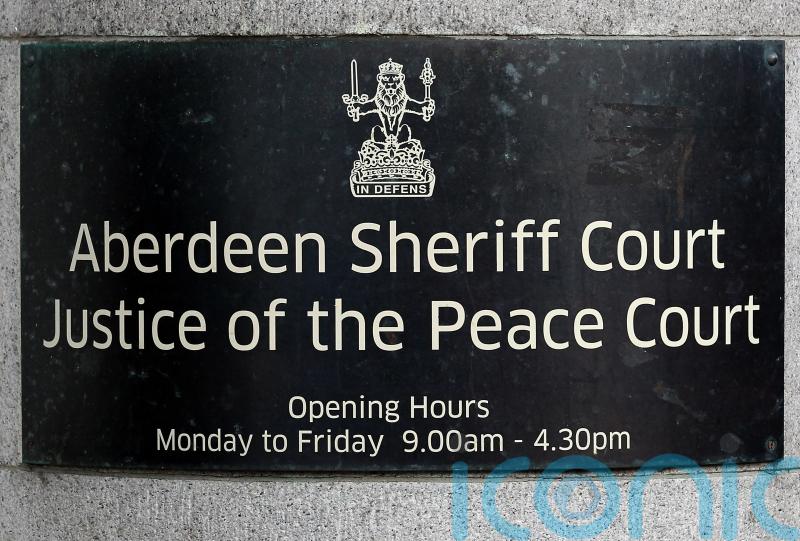 IN DEFENS
Aberdeen Sheriff Court
Justice of the Peace Court
Opening Hours
Monday to Friday 9.00am - 4.30pm
iconic